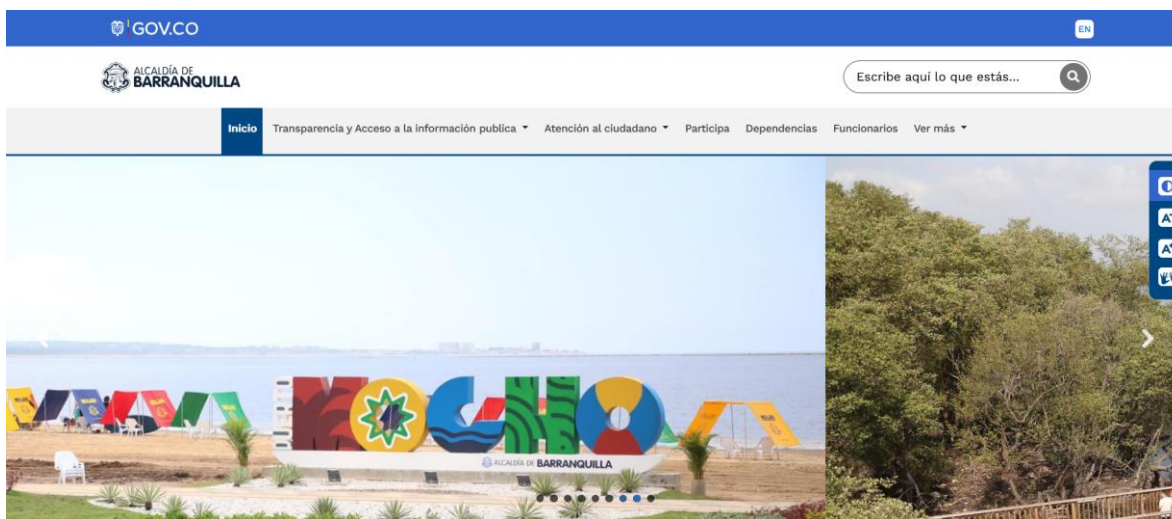 GOV.CO
EN
ALCALDÍA DE
BARRANQUILLA
Escribe aquí lo que estás...
Inicio Transparencia y Acceso a la información publica Atención al ciudadano Participa Dependencias Funcionarios Ver más
MOCHO
ALCALDÍA DE BARRANQUILLA